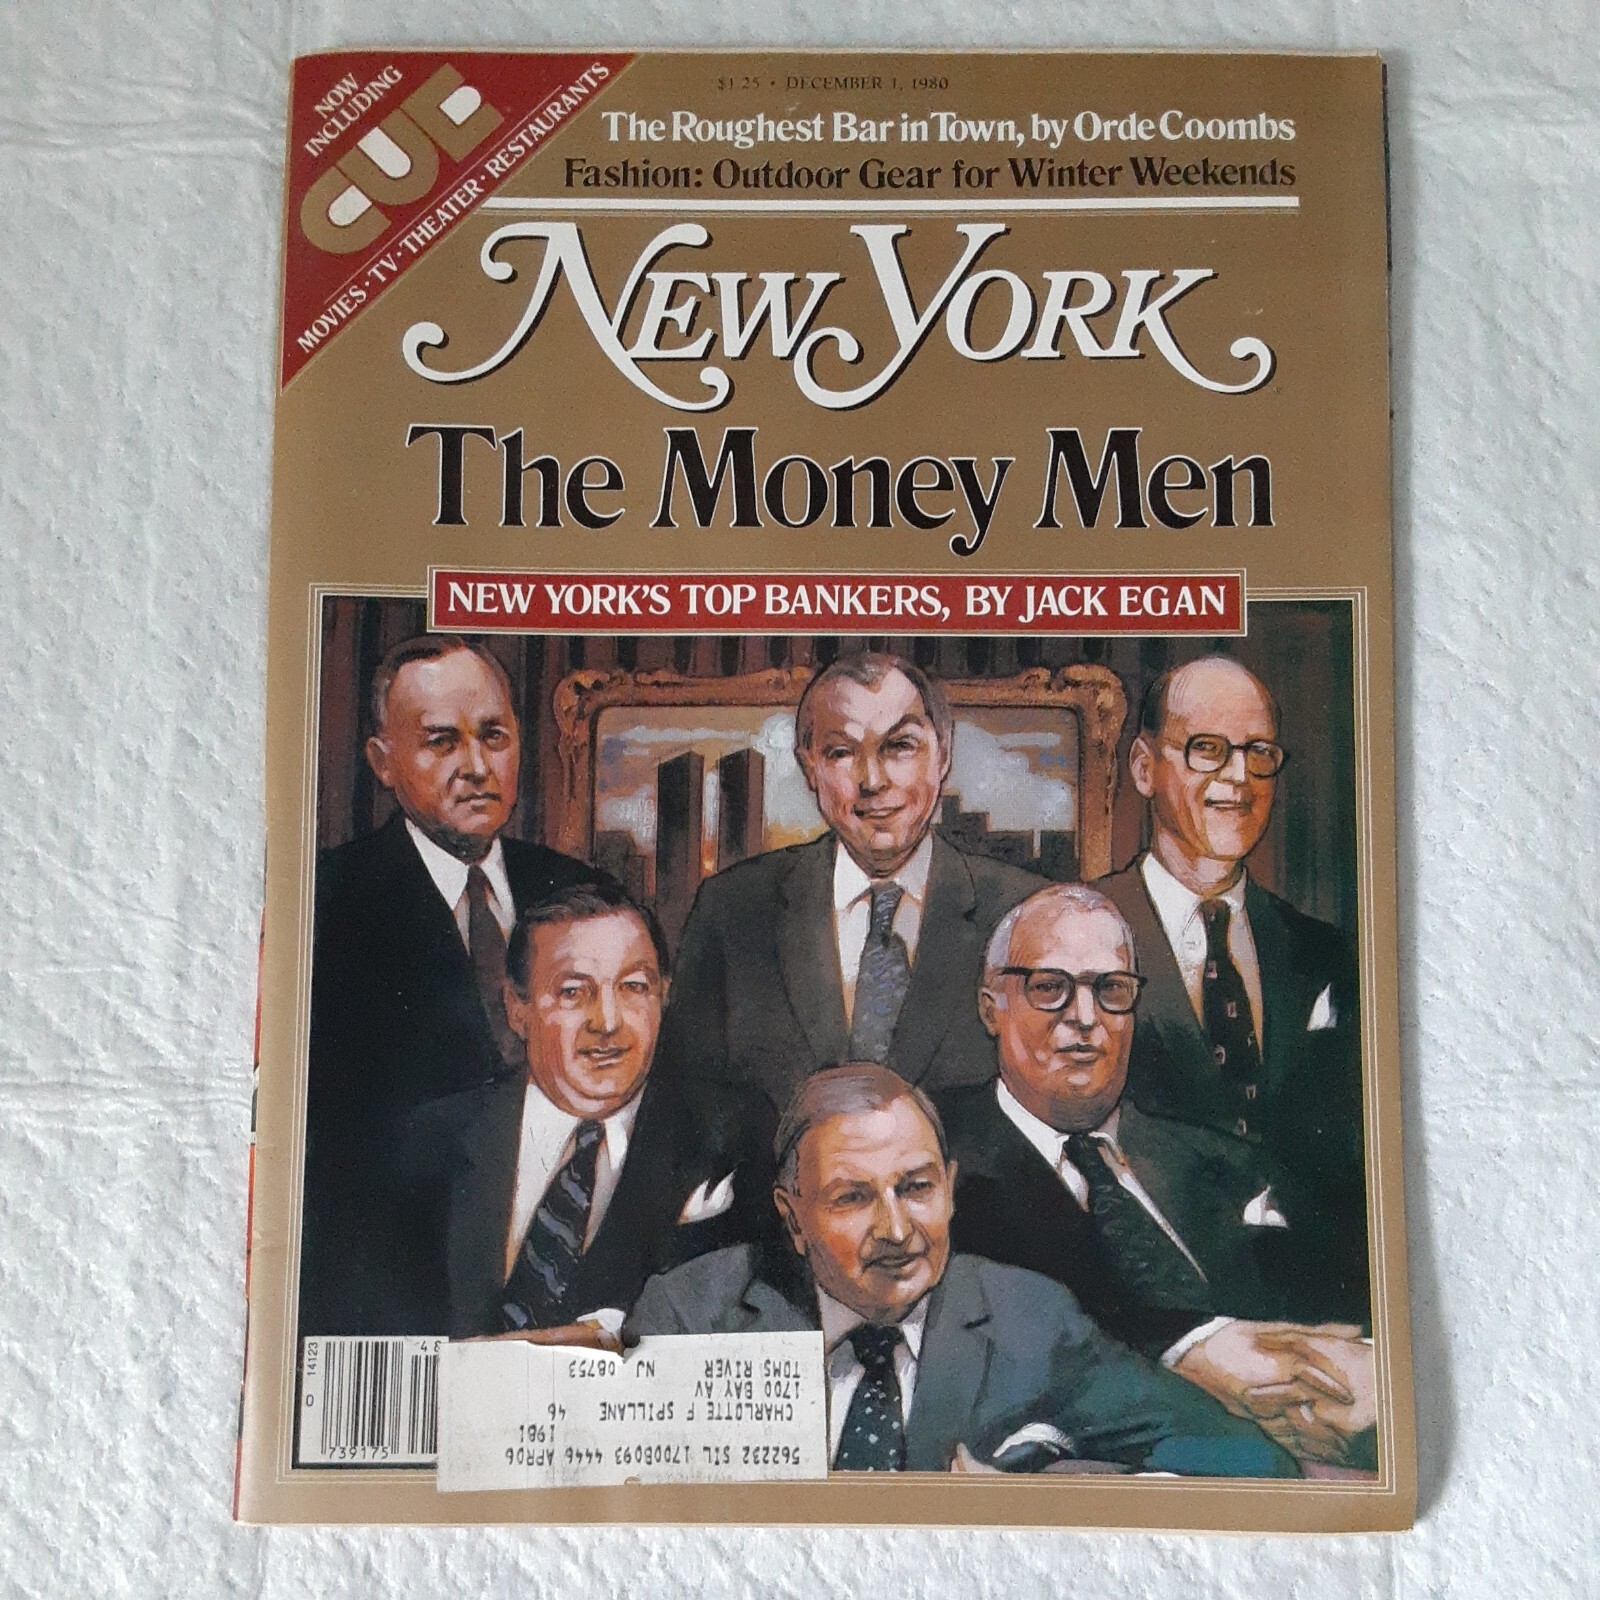 $1.25 • DECEMBER 1, 1980
NOW
INCLUDING
CUE
MOVIES • TV • THEATER • RESTAURANTS
The Roughest Bar in Town, by Orde Coombs
Fashion: Outdoor Gear for Winter Weekends
NEW YORK
The Money Men
NEW YORK'S TOP BANKERS, BY JACK EGAN
0 14123
739175
562232 SIL 1700B093 4446 APR06
1981
CHARLOTTE F SPILLANE 46
1700 BAY AV
TOMS RIVER NJ 08753